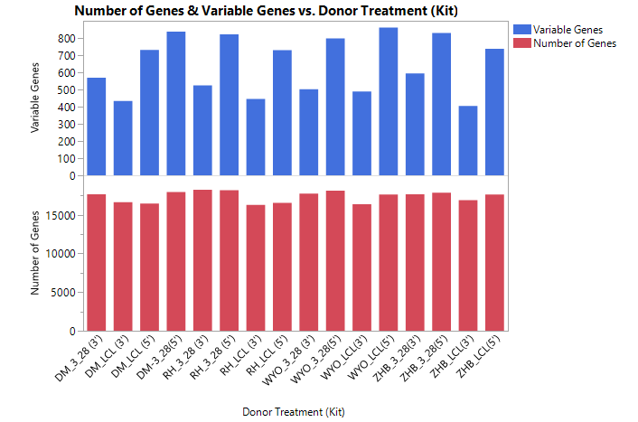 Number of Genes & Variable Genes vs. Donor Treatment (Kit)
Variable Genes
Number of Genes
Variable Genes
800
700
600
500
400
300
200
100
0
Number of Genes
15000
10000
5000
0
DM_3_28 (3')
DM_LCL (3')
DM_LCL (5')
DM-3_28(5')
RH_3_28 (3')
RH_3_28 (5')
RH_LCL (3')
RH_LCL (5')
WYO_3_28 (3')
WYO_3_28(5')
WYO_LCL(3')
WYO_LCL(5')
ZHB_3_28(3')
ZHB_3_28(5')
ZHB_LCL(3')
ZHB_LCL(5')
Donor Treatment (Kit)